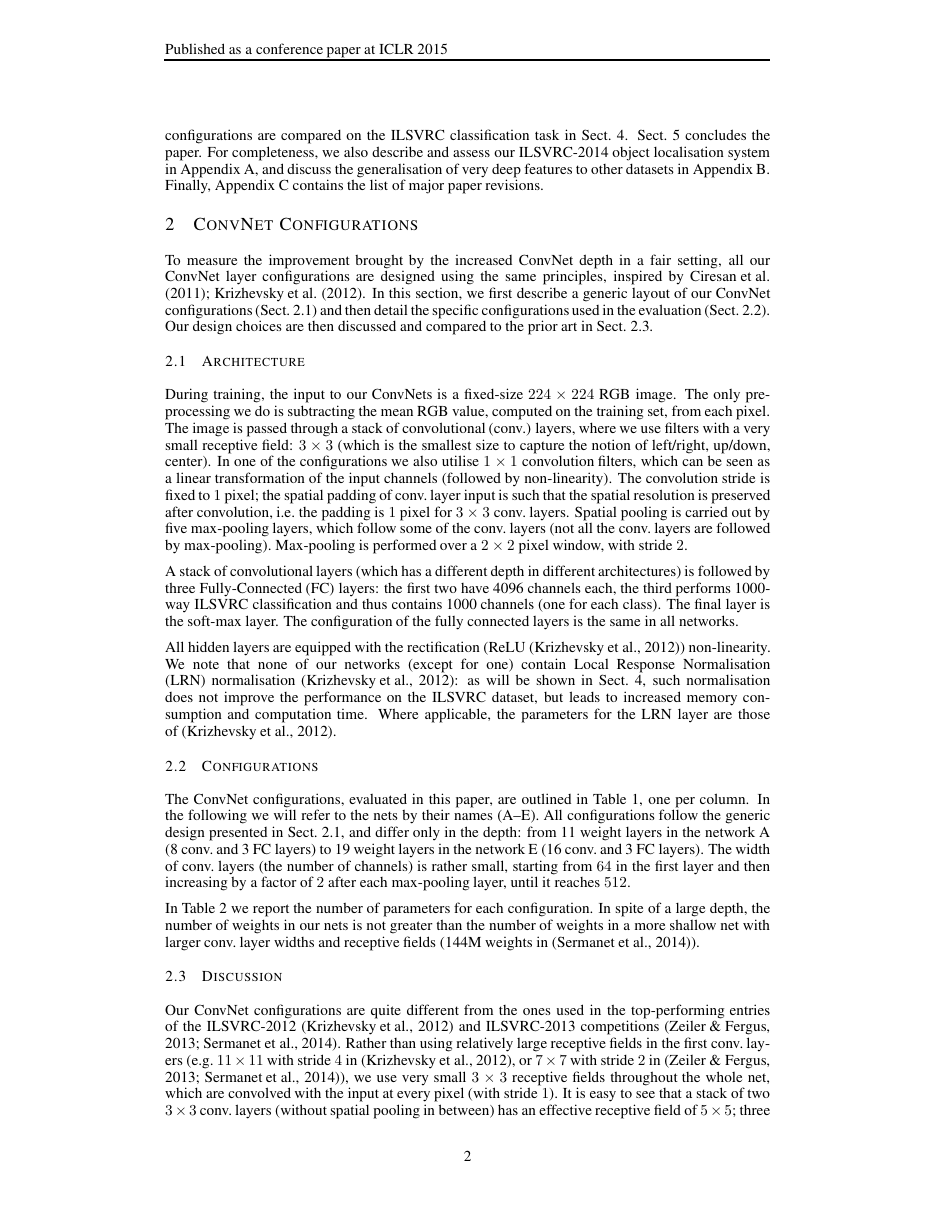 Published as a conference paper at ICLR 2015
configurations are compared on the ILSVRC classification task in Sect. 4. Sect. 5 concludes the
paper. For completeness, we also describe and assess our ILSVRC-2014 object localisation system
in Appendix A, and discuss the generalisation of very deep features to other datasets in Appendix B.
Finally, Appendix C contains the list of major paper revisions.
2 CONVNET CONFIGURATIONS
To measure the improvement brought by the increased ConvNet depth in a fair setting, all our
ConvNet layer configurations are designed using the same principles, inspired by Ciresan et al.
(2011); Krizhevsky et al. (2012). In this section, we first describe a generic layout of our ConvNet
configurations (Sect. 2.1) and then detail the specific configurations used in the evaluation (Sect. 2.2).
Our design choices are then discussed and compared to the prior art in Sect. 2.3.
2.1 ARCHITECTURE
During training, the input to our ConvNets is a fixed-size 224 × 224 RGB image. The only pre-
processing we do is subtracting the mean RGB value, computed on the training set, from each pixel.
The image is passed through a stack of convolutional (conv.) layers, where we use filters with a very
small receptive field: 3 × 3 (which is the smallest size to capture the notion of left/right, up/down,
center). In one of the configurations we also utilise 1 × 1 convolution filters, which can be seen as
a linear transformation of the input channels (followed by non-linearity). The convolution stride is
fixed to 1 pixel; the spatial padding of conv. layer input is such that the spatial resolution is preserved
after convolution, i.e. the padding is 1 pixel for 3 × 3 conv. layers. Spatial pooling is carried out by
five max-pooling layers, which follow some of the conv. layers (not all the conv. layers are followed
by max-pooling). Max-pooling is performed over a 2 × 2 pixel window, with stride 2.
A stack of convolutional layers (which has a different depth in different architectures) is followed by
three Fully-Connected (FC) layers: the first two have 4096 channels each, the third performs 1000-
way ILSVRC classification and thus contains 1000 channels (one for each class). The final layer is
the soft-max layer. The configuration of the fully connected layers is the same in all networks.
All hidden layers are equipped with the rectification (ReLU (Krizhevsky et al., 2012)) non-linearity.
We note that none of our networks (except for one) contain Local Response Normalisation
(LRN) normalisation (Krizhevsky et al., 2012): as will be shown in Sect. 4, such normalisation
does not improve the performance on the ILSVRC dataset, but leads to increased memory con-
sumption and computation time. Where applicable, the parameters for the LRN layer are those
of (Krizhevsky et al., 2012).
2.2 CONFIGURATIONS
The ConvNet configurations, evaluated in this paper, are outlined in Table 1, one per column. In
the following we will refer to the nets by their names (A–E). All configurations follow the generic
design presented in Sect. 2.1, and differ only in the depth: from 11 weight layers in the network A
(8 conv. and 3 FC layers) to 19 weight layers in the network E (16 conv. and 3 FC layers). The width
of conv. layers (the number of channels) is rather small, starting from 64 in the first layer and then
increasing by a factor of 2 after each max-pooling layer, until it reaches 512.
In Table 2 we report the number of parameters for each configuration. In spite of a large depth, the
number of weights in our nets is not greater than the number of weights in a more shallow net with
larger conv. layer widths and receptive fields (144M weights in (Sermanet et al., 2014)).
2.3 DISCUSSION
Our ConvNet configurations are quite different from the ones used in the top-performing entries
of the ILSVRC-2012 (Krizhevsky et al., 2012) and ILSVRC-2013 competitions (Zeiler & Fergus,
2013; Sermanet et al., 2014). Rather than using relatively large receptive fields in the first conv. lay-
ers (e.g. 11 × 11 with stride 4 in (Krizhevsky et al., 2012), or 7 × 7 with stride 2 in (Zeiler & Fergus,
2013; Sermanet et al., 2014)), we use very small 3 × 3 receptive fields throughout the whole net,
which are convolved with the input at every pixel (with stride 1). It is easy to see that a stack of two
3 × 3 conv. layers (without spatial pooling in between) has an effective receptive field of 5 × 5; three
2